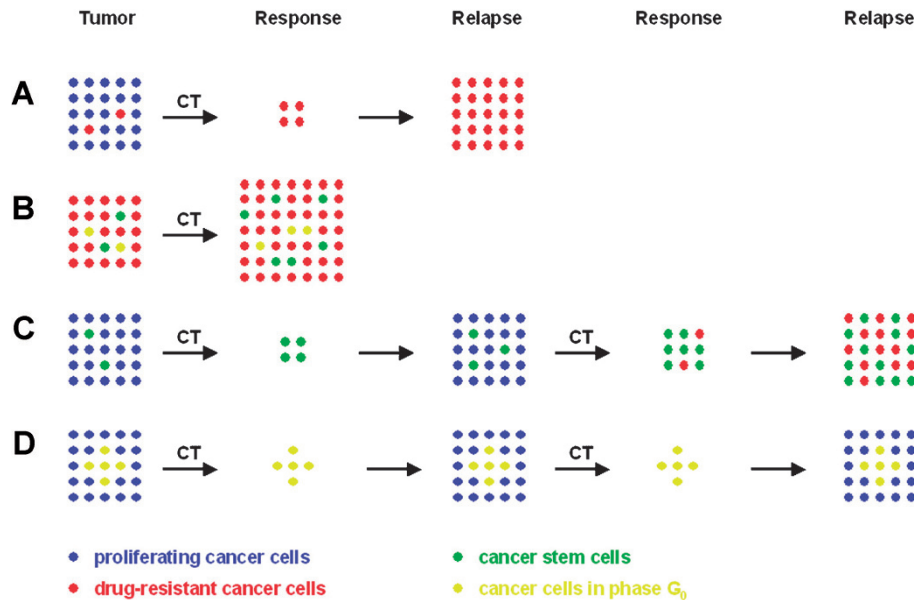 Tumor Response Relapse Response Relapse
A CT
B CT
C CT CT
D CT CT
proliferating cancer cells cancer stem cells
drug-resistant cancer cells cancer cells in phase G₀